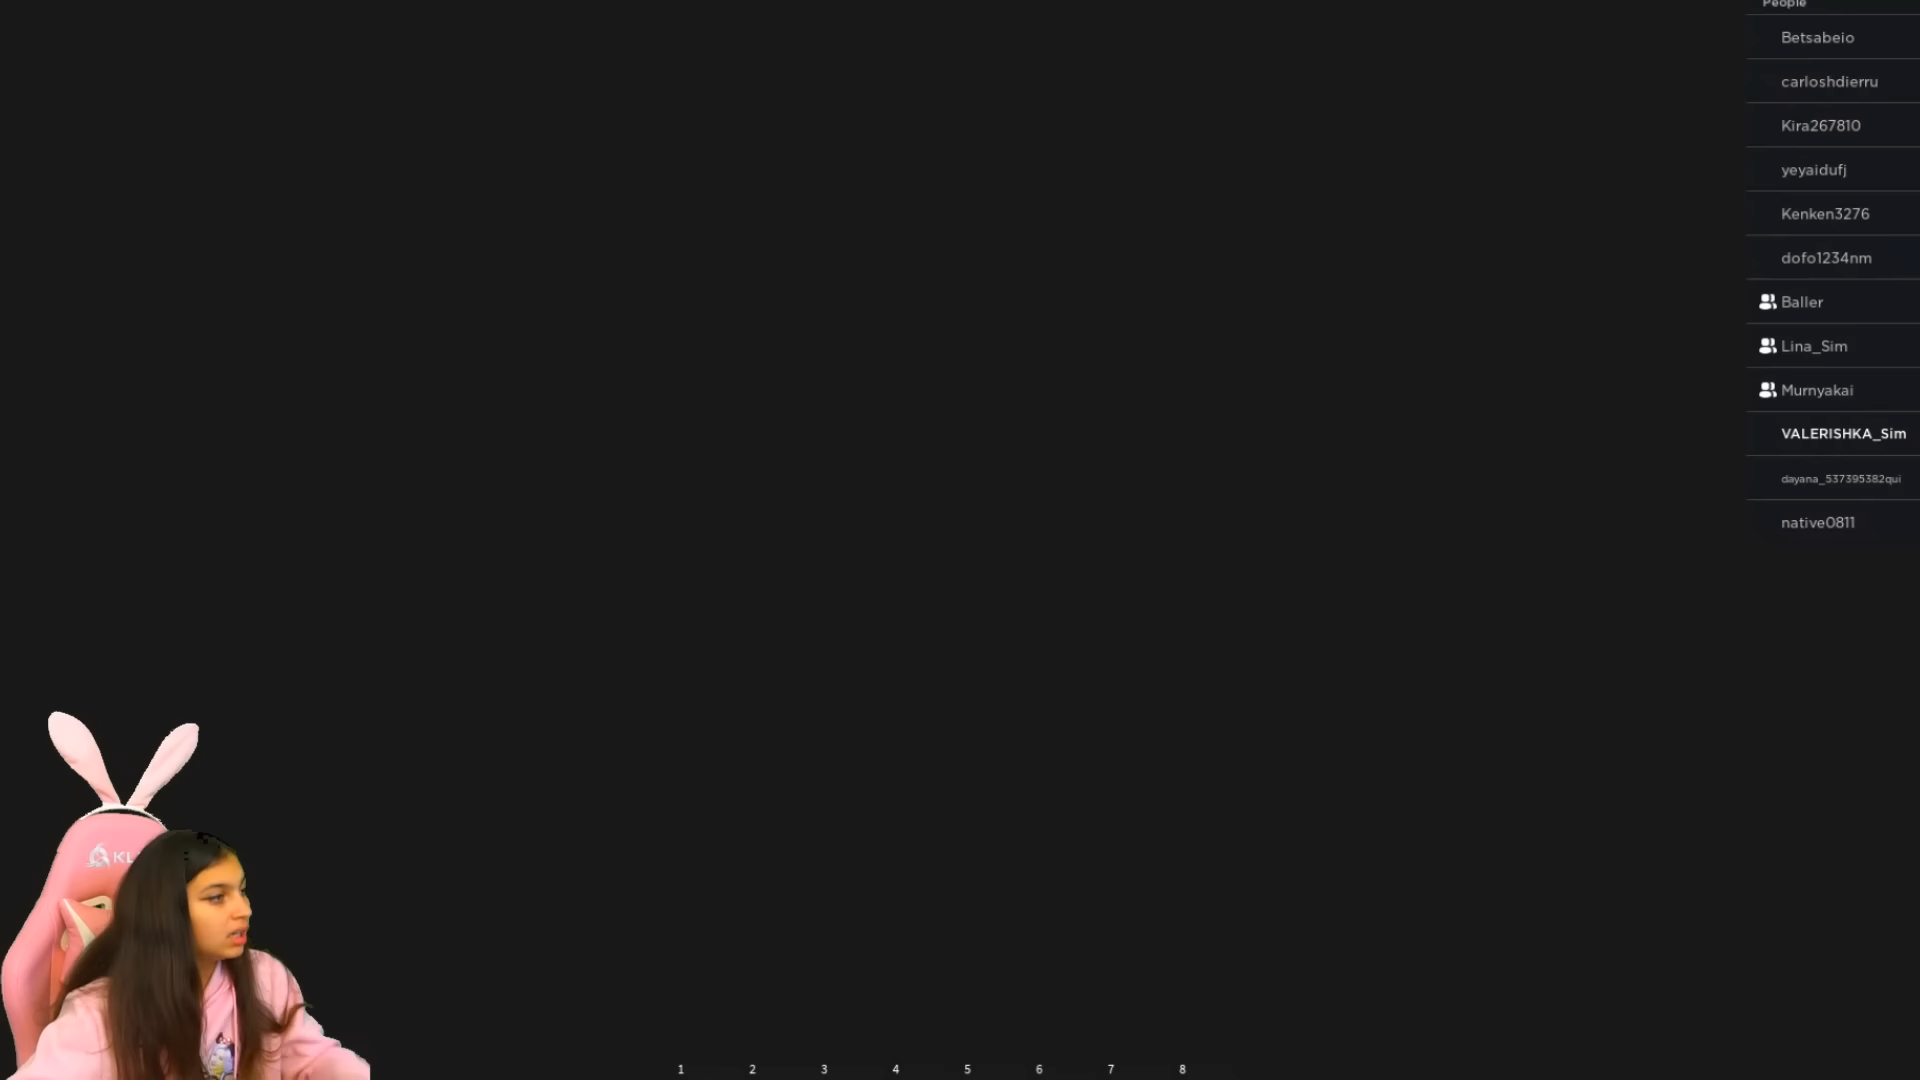 People
Betsabeio
carloshdierru
Kira267810
yeyaidufj
Kenken3276
dofo1234nm
Baller
Lina_Sim
Murnyakai
VALERISHKA_Sim
dayana_537395382qui
native0811
KL
1 2 3 4 5 6 7 8